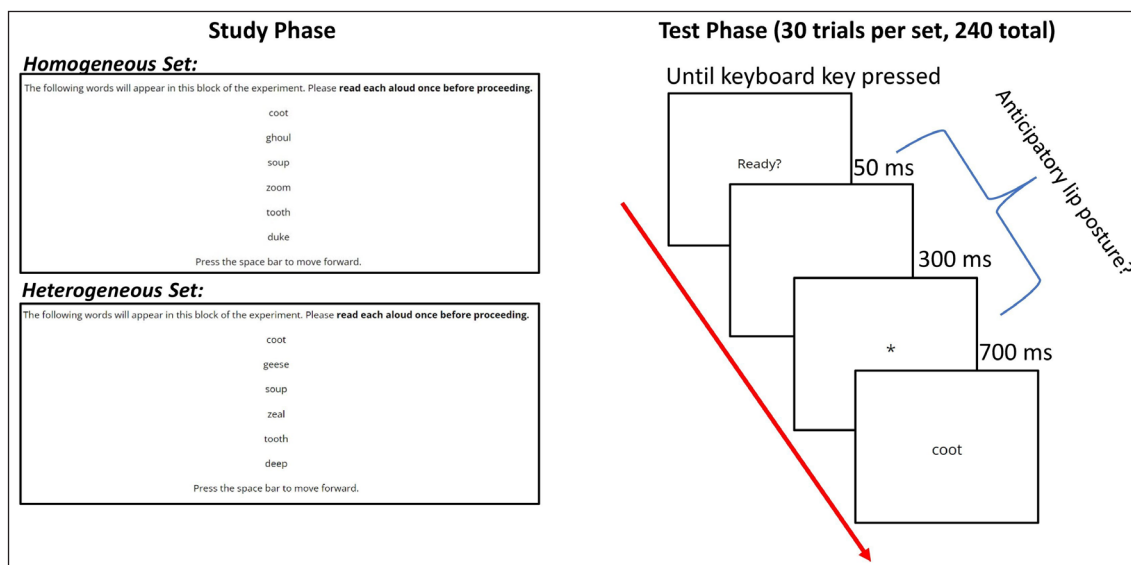 Study Phase
Homogeneous Set:
The following words will appear in this block of the experiment. Please read each aloud once before proceeding.
coot
ghoul
soup
zoom
tooth
duke
Press the space bar to move forward.
Heterogeneous Set:
The following words will appear in this block of the experiment. Please read each aloud once before proceeding.
coot
geese
soup
zeal
tooth
deep
Press the space bar to move forward.
Test Phase (30 trials per set, 240 total)
Until keyboard key pressed
Ready?
50 ms
300 ms
*
700 ms
coot
Anticipatory lip posture?